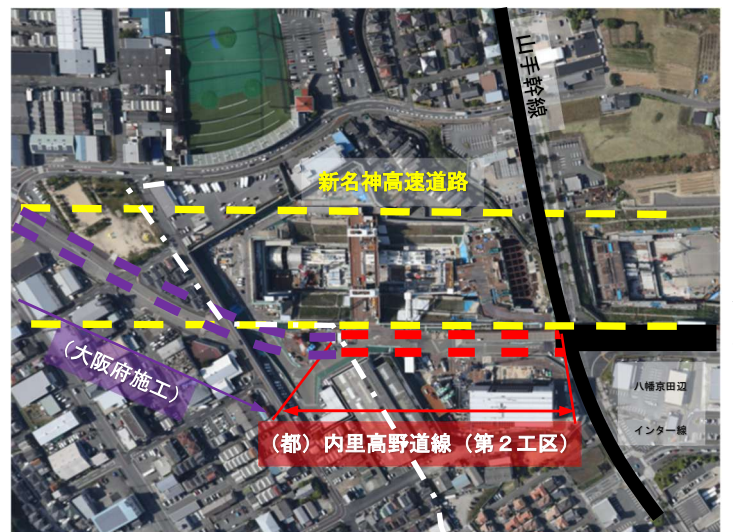 山手幹線
新名神高速道路
（大阪府施工）
（都）内里高野道線（第２工区）
八幡京田辺
インター線